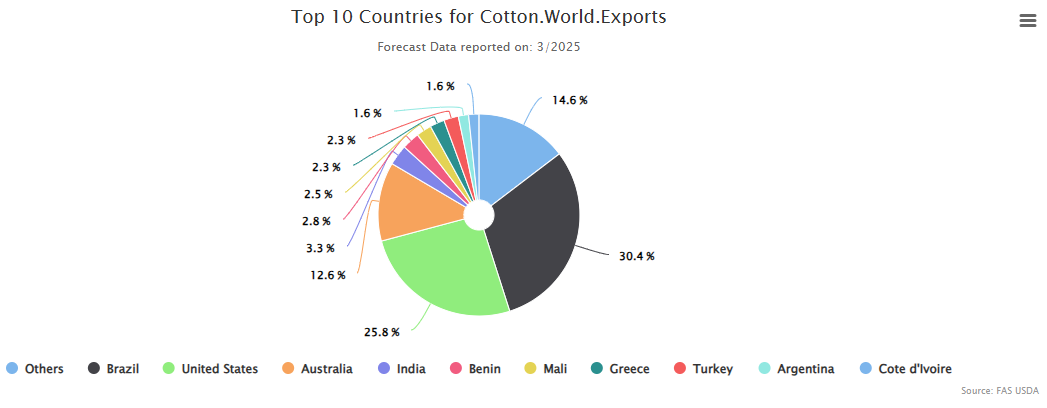 Top 10 Countries for Cotton.World.Exports
Forecast Data reported on: 3/2025
1.6 %
14.6 %
1.6 %
2.3 %
2.3 %
2.5 %
2.8 %
3.3 %
30.4 %
12.6 %
25.8 %
Others Brazil United States Australia India Benin Mali Greece Turkey Argentina Cote d'Ivoire
Source: FAS USDA